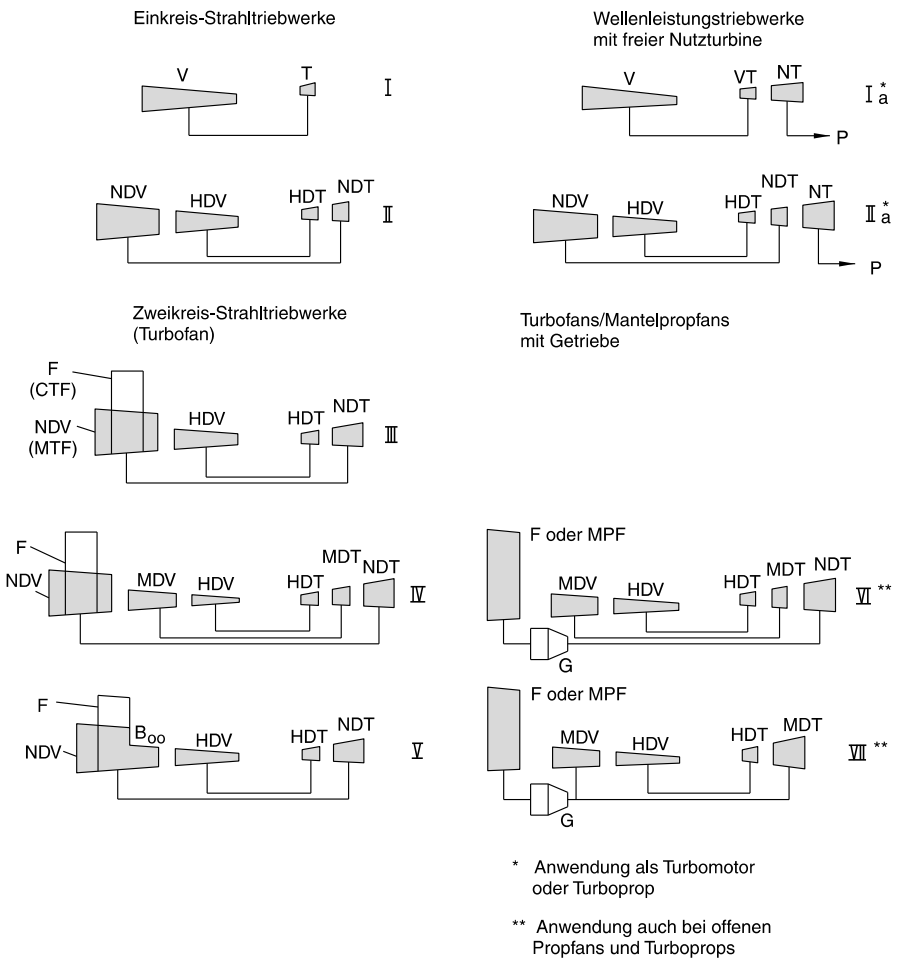 Einkreis-Strahltriebwerke
V
T
I
NDV
HDV
HDT
NDT
II
Zweikreis-Strahltriebwerke
(Turbofan)
F
(CTF)
NDV
(MTF)
HDV
HDT
NDT
III
F
NDV
MDV
HDV
HDT
MDT
NDT
IV
F
NDV
Boo
HDV
HDT
NDT
V
Wellenleistungstriebwerke
mit freier Nutzturbine
V
VT
NT
I a *
P
NDV
HDV
HDT
NDT
NT
II a *
P
Turbofans/Mantelpropfans
mit Getriebe
F oder MPF
MDV
HDV
HDT
MDT
NDT
VI **
G
F oder MPF
MDV
HDV
HDT
MDT
VII **
G
* Anwendung als Turbomotor
oder Turboprop
** Anwendung auch bei offenen
Propfans und Turboprops